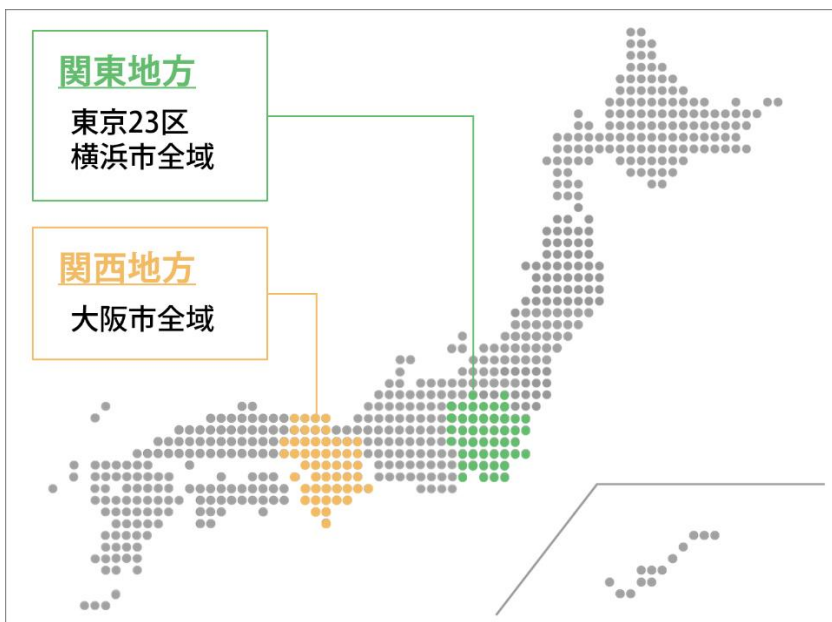 関東地方
東京23区
横浜市全域
関西地方
大阪市全域